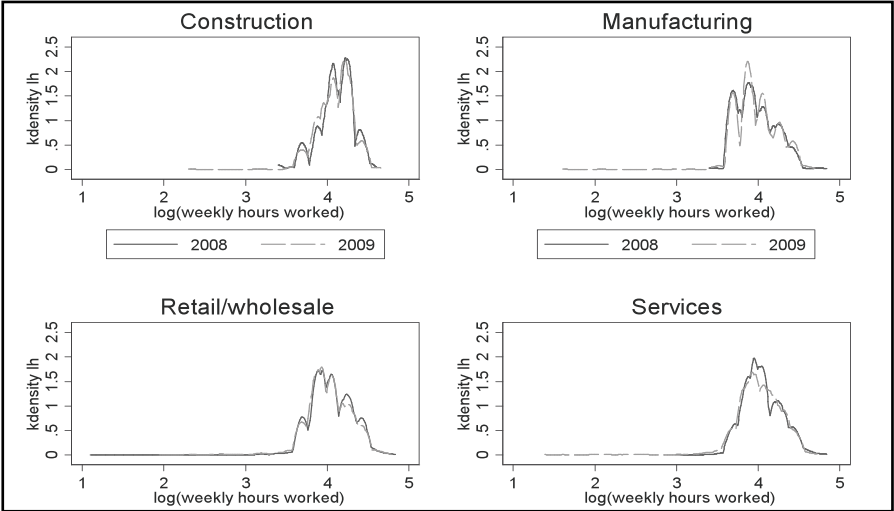 Construction
kdensity lh
0 .5 1 1.5 2 2.5
1 2 3 4 5
log(weekly hours worked)
2008 2009
Manufacturing
kdensity lh
0 .5 1 1.5 2 2.5
1 2 3 4 5
log(weekly hours worked)
2008 2009
Retail/wholesale
kdensity lh
0 .5 1 1.5 2 2.5
1 2 3 4 5
log(weekly hours worked)
Services
kdensity lh
0 .5 1 1.5 2 2.5
1 2 3 4 5
log(weekly hours worked)